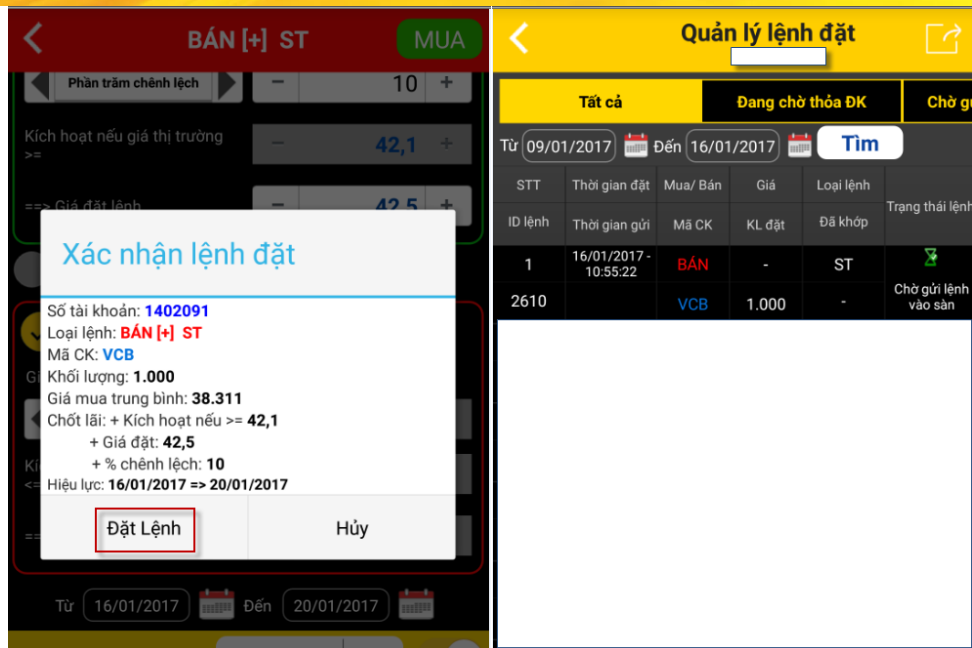 BÁN [+] ST
MUA
Phần trăm chênh lệch
−
10
+
Kích hoạt nếu giá thị trường
>=
−
42,1
+
==> Giá đặt lệnh
−
42,5
+
Xác nhận lệnh đặt
Số tài khoản: 1402091
Loại lệnh: BÁN [+] ST
Mã CK: VCB
Khối lượng: 1.000
Giá mua trung bình: 38.311
Chốt lãi: + Kích hoạt nếu >= 42,1
+ Giá đặt: 42,5
+ % chênh lệch: 10
Hiệu lực: 16/01/2017 => 20/01/2017
Đặt Lệnh
Hủy
Từ 16/01/2017 Đến 20/01/2017
Quản lý lệnh đặt
Tất cả
Đang chờ thỏa ĐK
Chờ gử
Từ 09/01/2017 Đến 16/01/2017 Tìm
STT Thời gian đặt Mua/ Bán Giá Loại lệnh
Trạng thái lệnh
ID lệnh Thời gian gửi Mã CK KL đặt Đã khớp
1 16/01/2017 - BÁN - ST
10:55:22
Chờ gửi lệnh
2610 VCB 1.000 - vào sàn